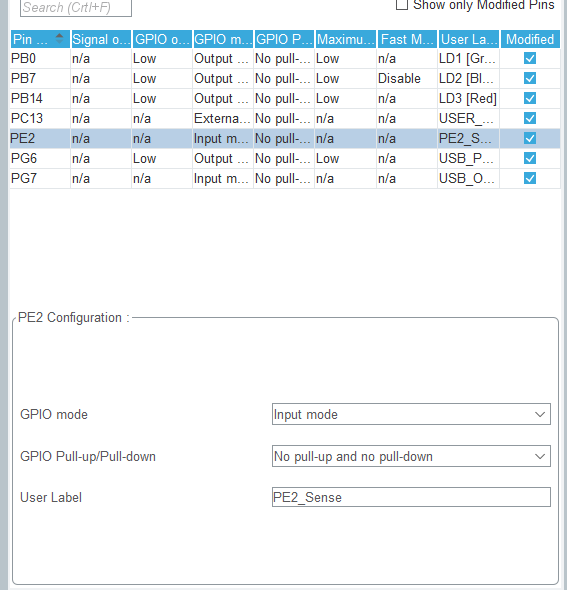 Search (Crtl+F)
Show only Modified Pins
Pin ... Signal o... GPIO o... GPIO m... GPIO P... Maximu... Fast M... User La... Modified
PB0 n/a Low Output ... No pull-... Low n/a LD1 [Gr...
PB7 n/a Low Output ... No pull-... Low Disable LD2 [Bl...
PB14 n/a Low Output ... No pull-... Low n/a LD3 [Red]
PC13 n/a n/a Externa... No pull-... n/a n/a USER_...
PE2 n/a n/a Input m... No pull-... n/a n/a PE2_S...
PG6 n/a Low Output ... No pull-... Low n/a USB_P...
PG7 n/a n/a Input m... No pull-... n/a n/a USB_O...
PE2 Configuration :
GPIO mode Input mode
GPIO Pull-up/Pull-down No pull-up and no pull-down
User Label PE2_Sense